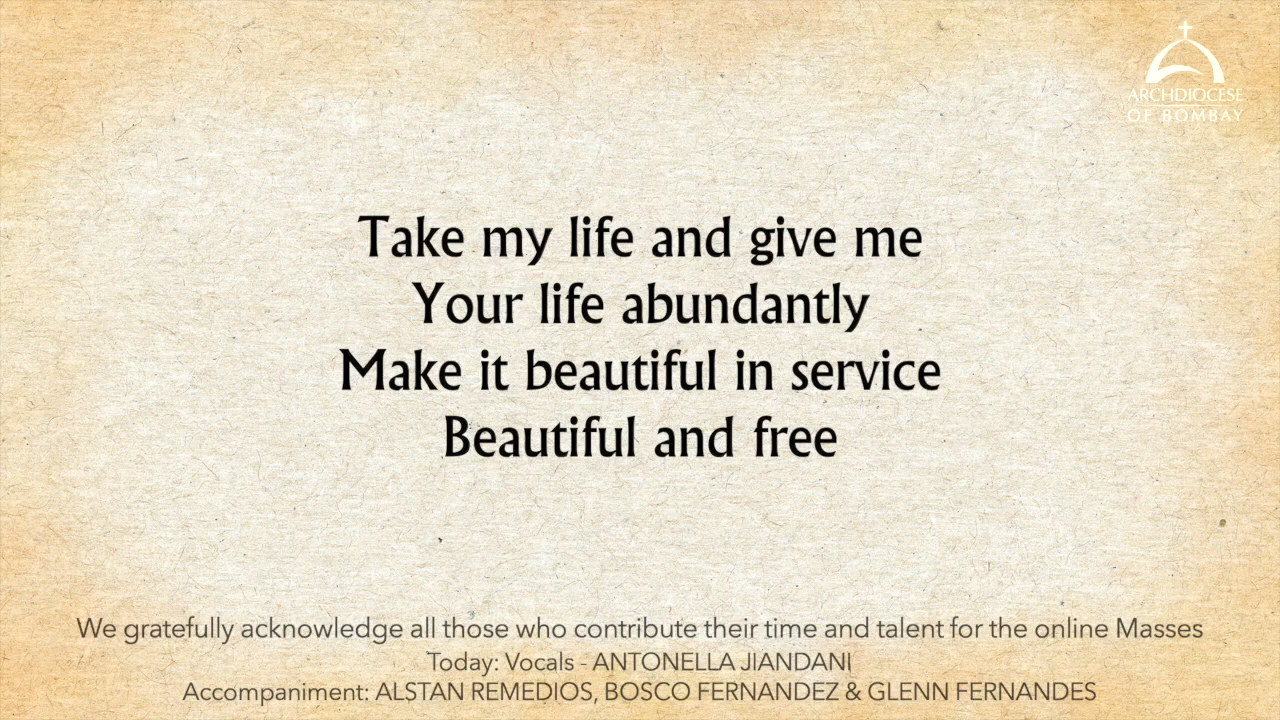 ARCHDIOCESE
OF BOMBAY
Take my life and give me
Your life abundantly
Make it beautiful in service
Beautiful and free
We gratefully acknowledge all those who contribute their time and talent for the online Masses
Today: Vocals - ANTONELLA JIANDANI
Accompaniment: ALSTAN REMEDIOS, BOSCO FERNANDEZ & GLENN FERNANDES